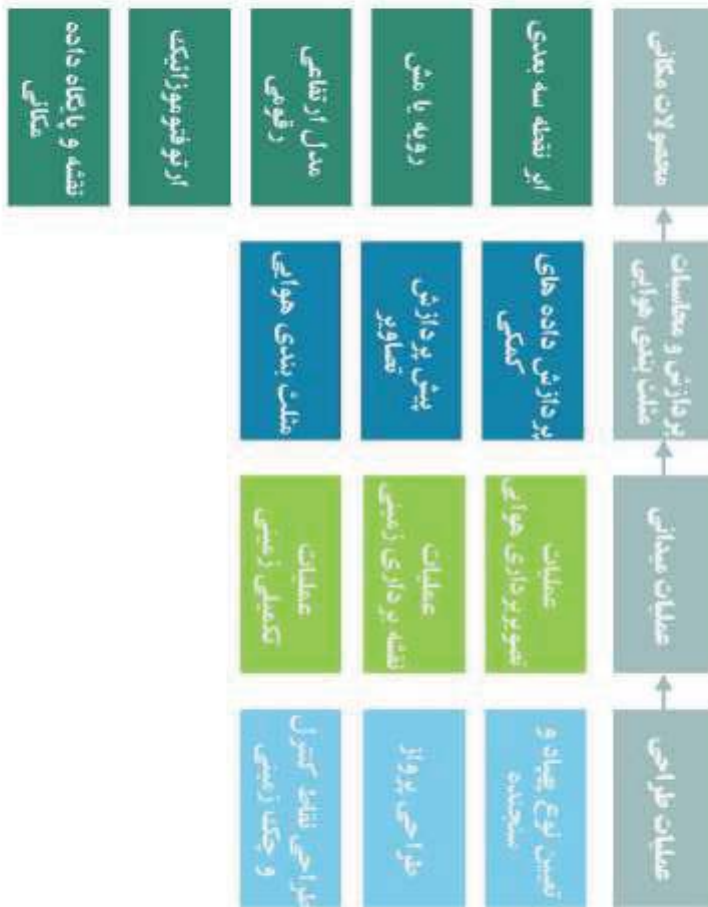 عملیات طراحی
تعیین نوع پهپاد و
سنجنده
طراحی پرواز
طراحی نقاط کنترل
و چک زمینی
عملیات میدانی
عملیات
تصویربرداری هوایی
عملیات
نقشه برداری زمینی
عملیات
تکمیلی زمینی
پردازش و محاسبات
مثلث بندی هوایی
پردازش داده های
کمکی
پیش پردازش
تصاویر
مثلث بندی هوایی
محصولات مکانی
ابر نقطه سه بعدی
رویه یا مش
مدل ارتفاعی
رقومی
ارتوفتوموزائیک
نقشه و پایگاه داده
مکانی